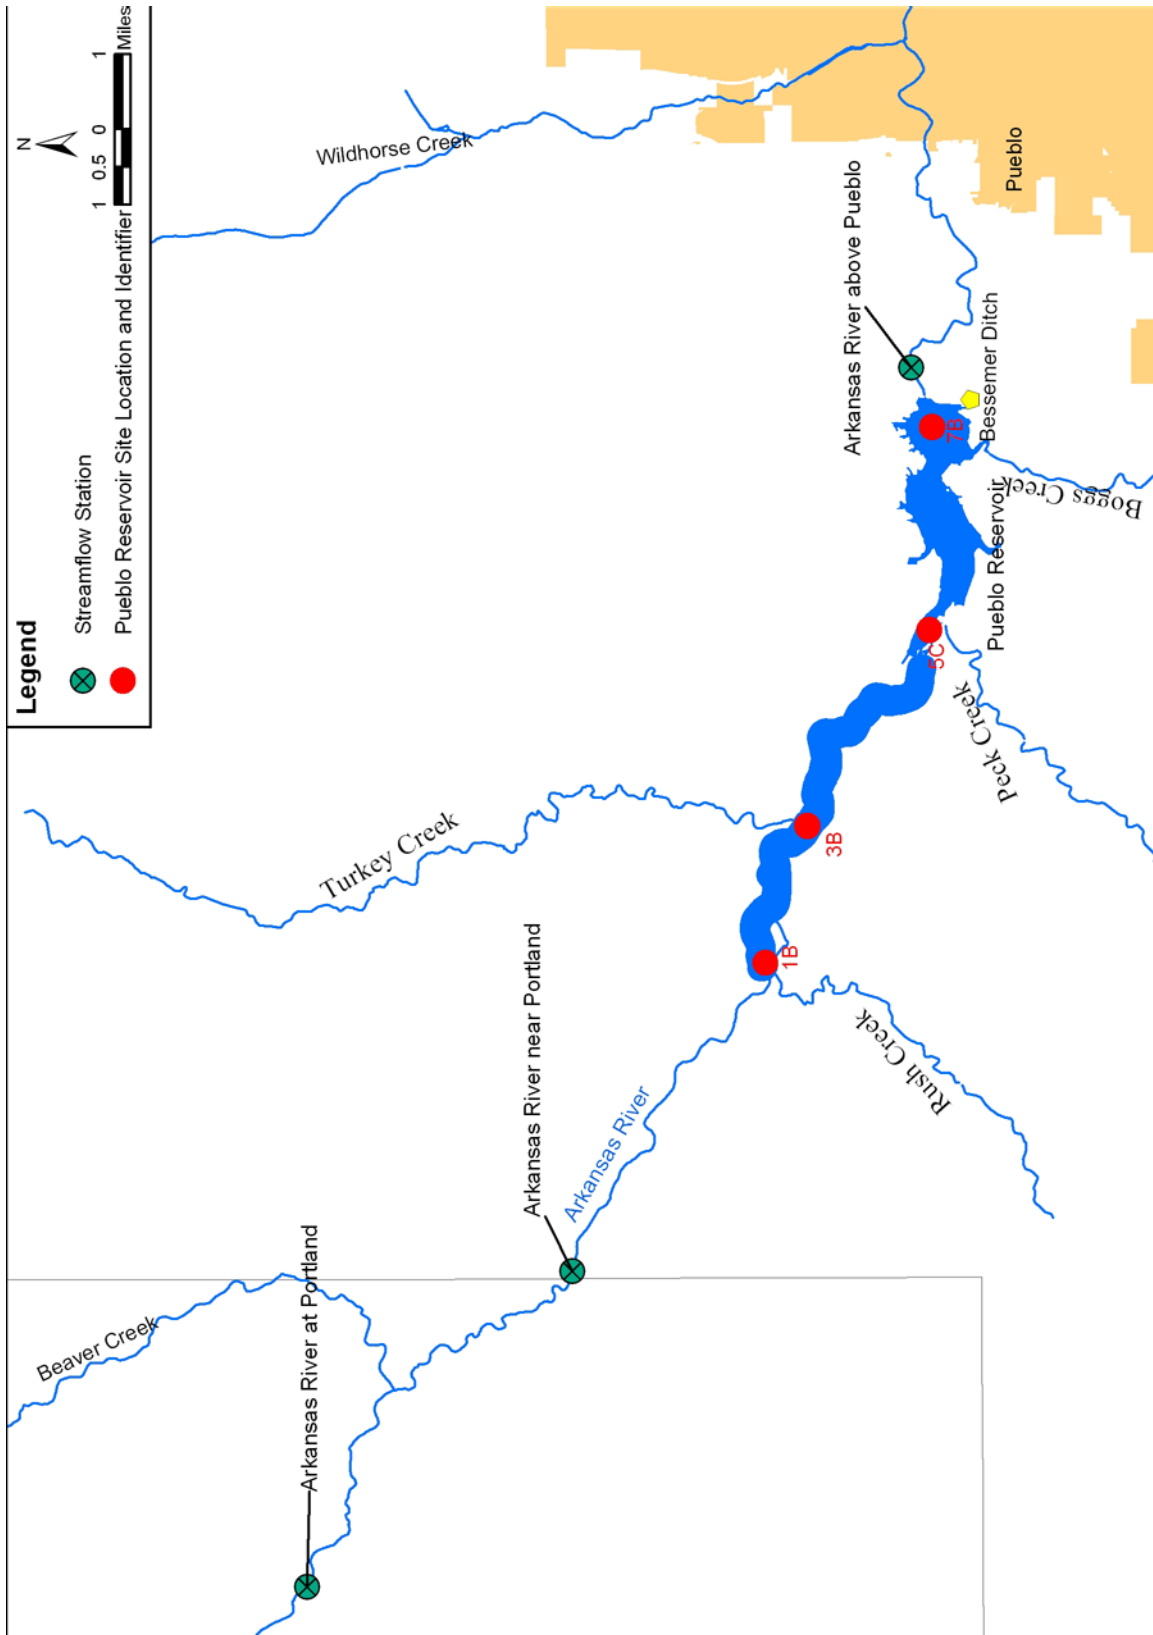 Legend
Streamflow Station
Pueblo Reservoir Site Location and Identifier
N
1 0.5 0 1
Miles
Beaver Creek
Arkansas River at Portland
Arkansas River near Portland
Arkansas River
Turkey Creek
Wildhorse Creek
Rush Creek
1B
3B
Peck Creek
5C
Pueblo Reservoir
Boggs Creek
7B
Bessemer Ditch
Arkansas River above Pueblo
Pueblo